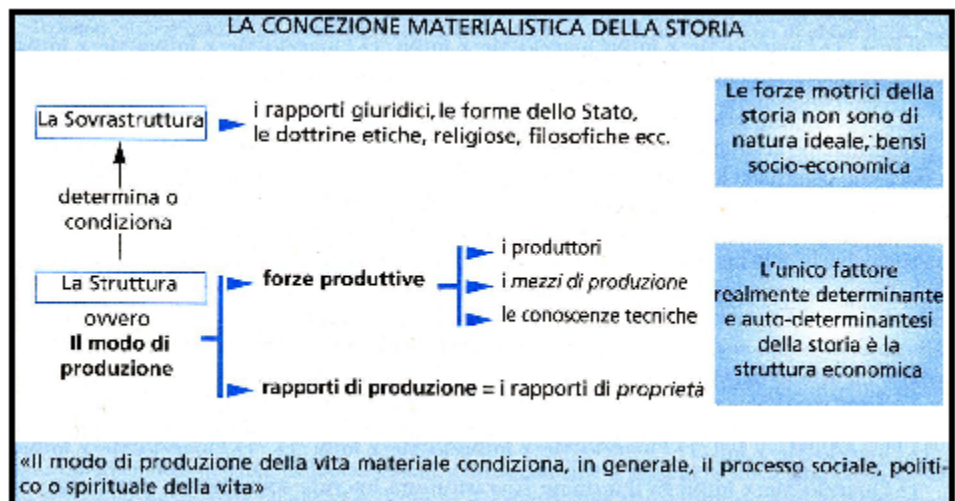 LA CONCEZIONE MATERIALISTICA DELLA STORIA
La Sovrastruttura
i rapporti giuridici, le forme dello Stato,
le dottrine etiche, religiose, filosofiche ecc.
Le forze motrici della
storia non sono di
natura ideale, bensì
socio-economica
determina o
condiziona
La Struttura
ovvero
Il modo di
produzione
forze produttive
i produttori
i mezzi di produzione
le conoscenze tecniche
rapporti di produzione = i rapporti di proprietà
L'unico fattore
realmente determinante
e auto-determinantesi
della storia è la
struttura economica
«Il modo di produzione della vita materiale condiziona, in generale, il processo sociale, politi-
co o spirituale della vita»